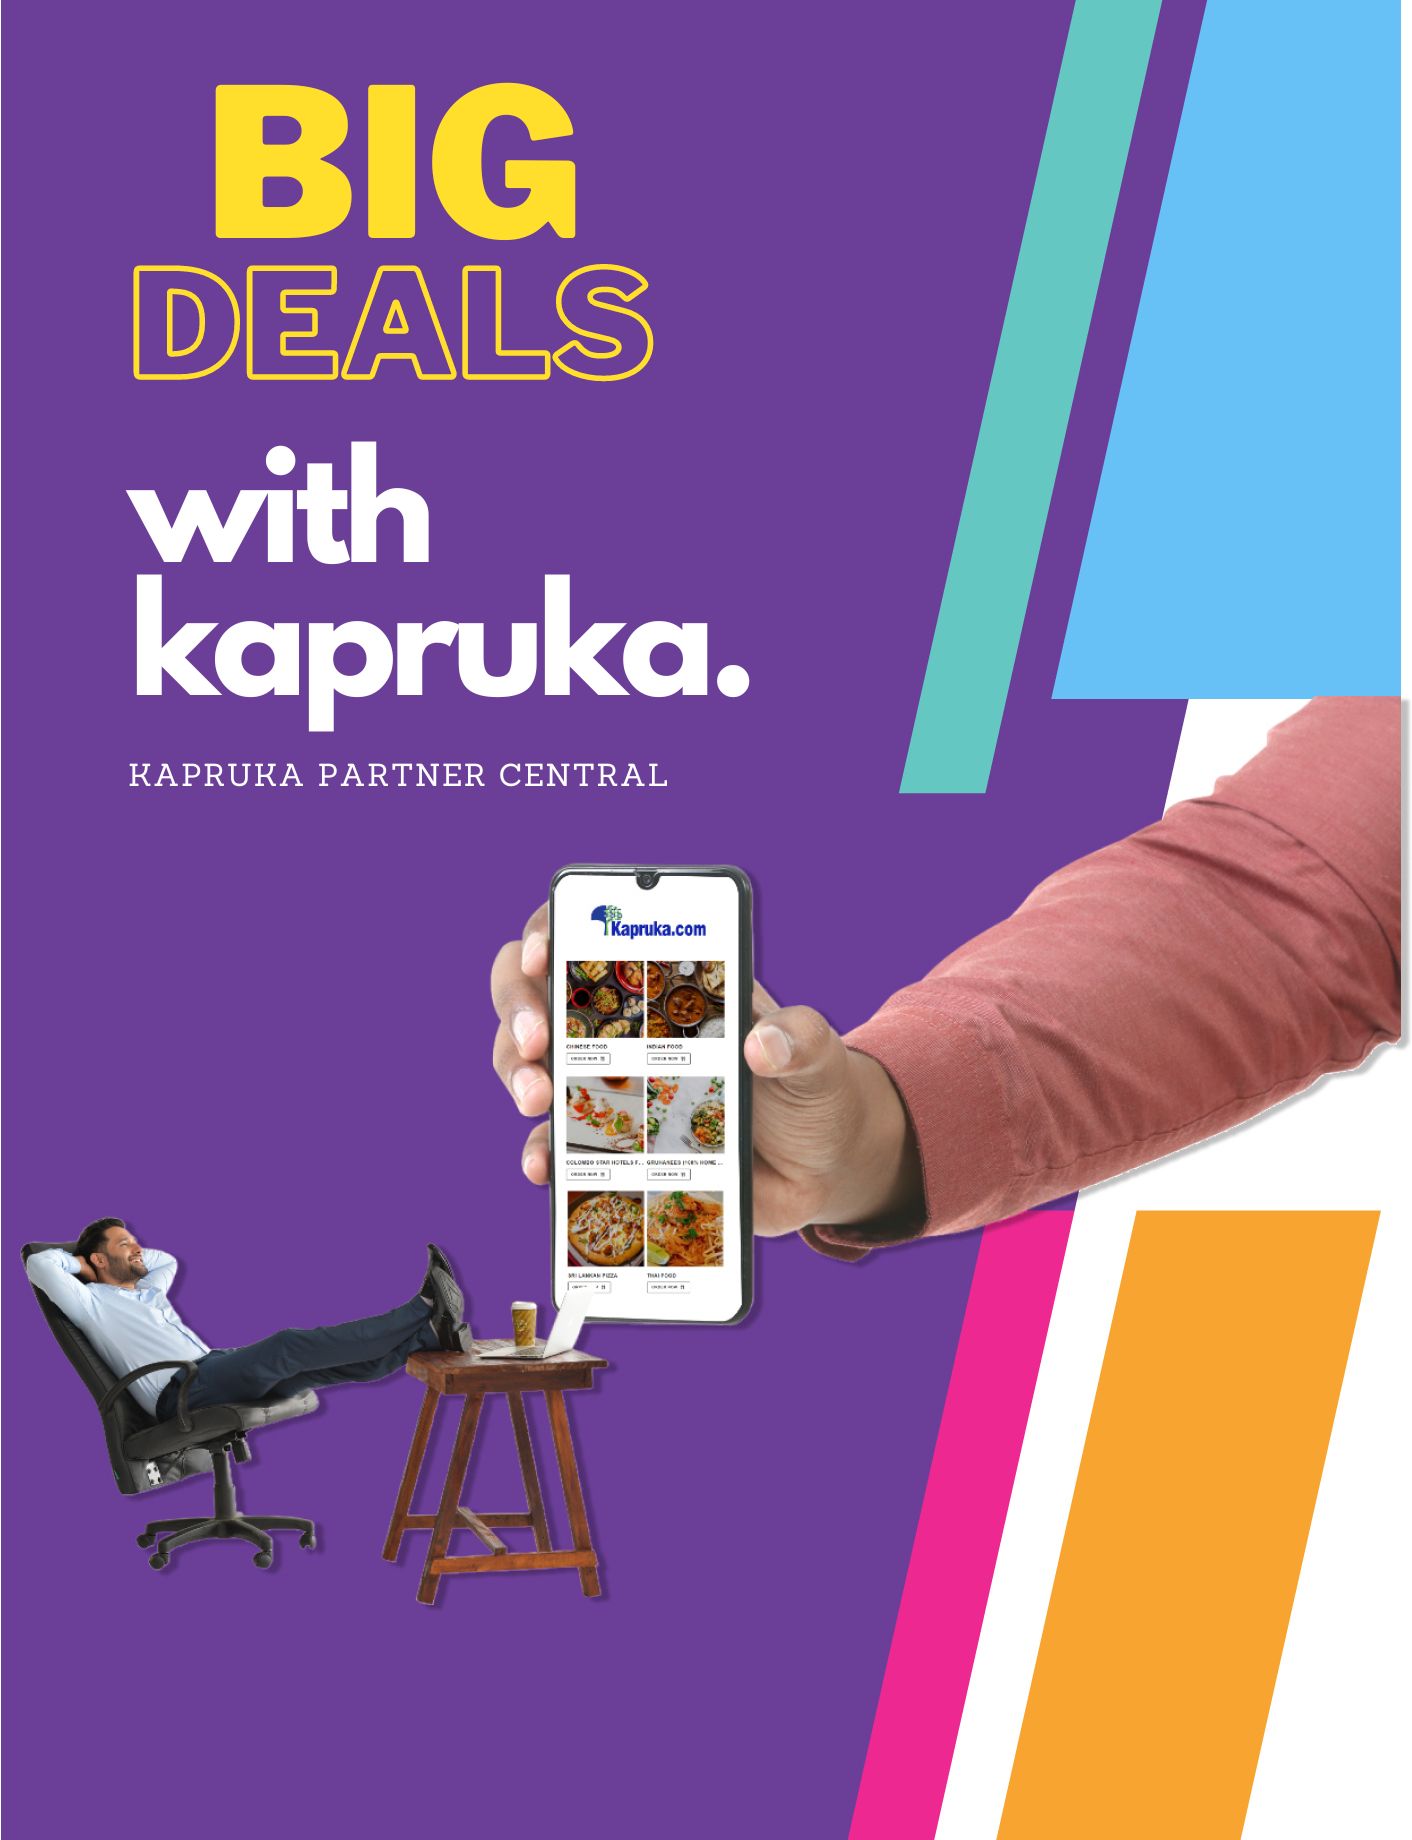 BIG
DEALS
with
kapruka.
KAPRUKA PARTNER CENTRAL
Kapruka.com
CHINESE FOOD INDIAN FOOD
ORDER NOW ORDER NOW
COLOMBO STAR HOTELS F... GRUHANEES (100% HOME ...
ORDER NOW ORDER NOW
SRI LANKAN PIZZA THAI FOOD
ORDER NOW